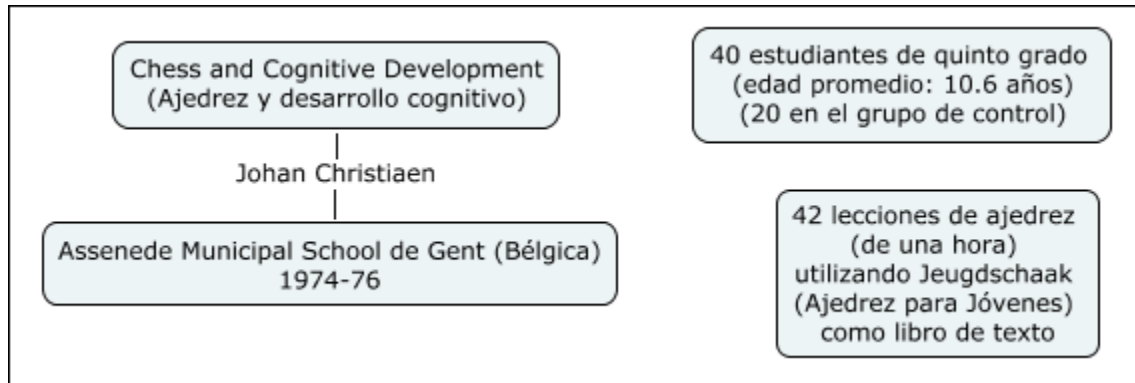 Chess and Cognitive Development
(Ajedrez y desarrollo cognitivo)
Johan Christiaen
Assenede Municipal School de Gent (Bélgica)
1974-76
40 estudiantes de quinto grado
(edad promedio: 10.6 años)
(20 en el grupo de control)
42 lecciones de ajedrez
(de una hora)
utilizando Jeugdschaak
(Ajedrez para Jóvenes)
como libro de texto